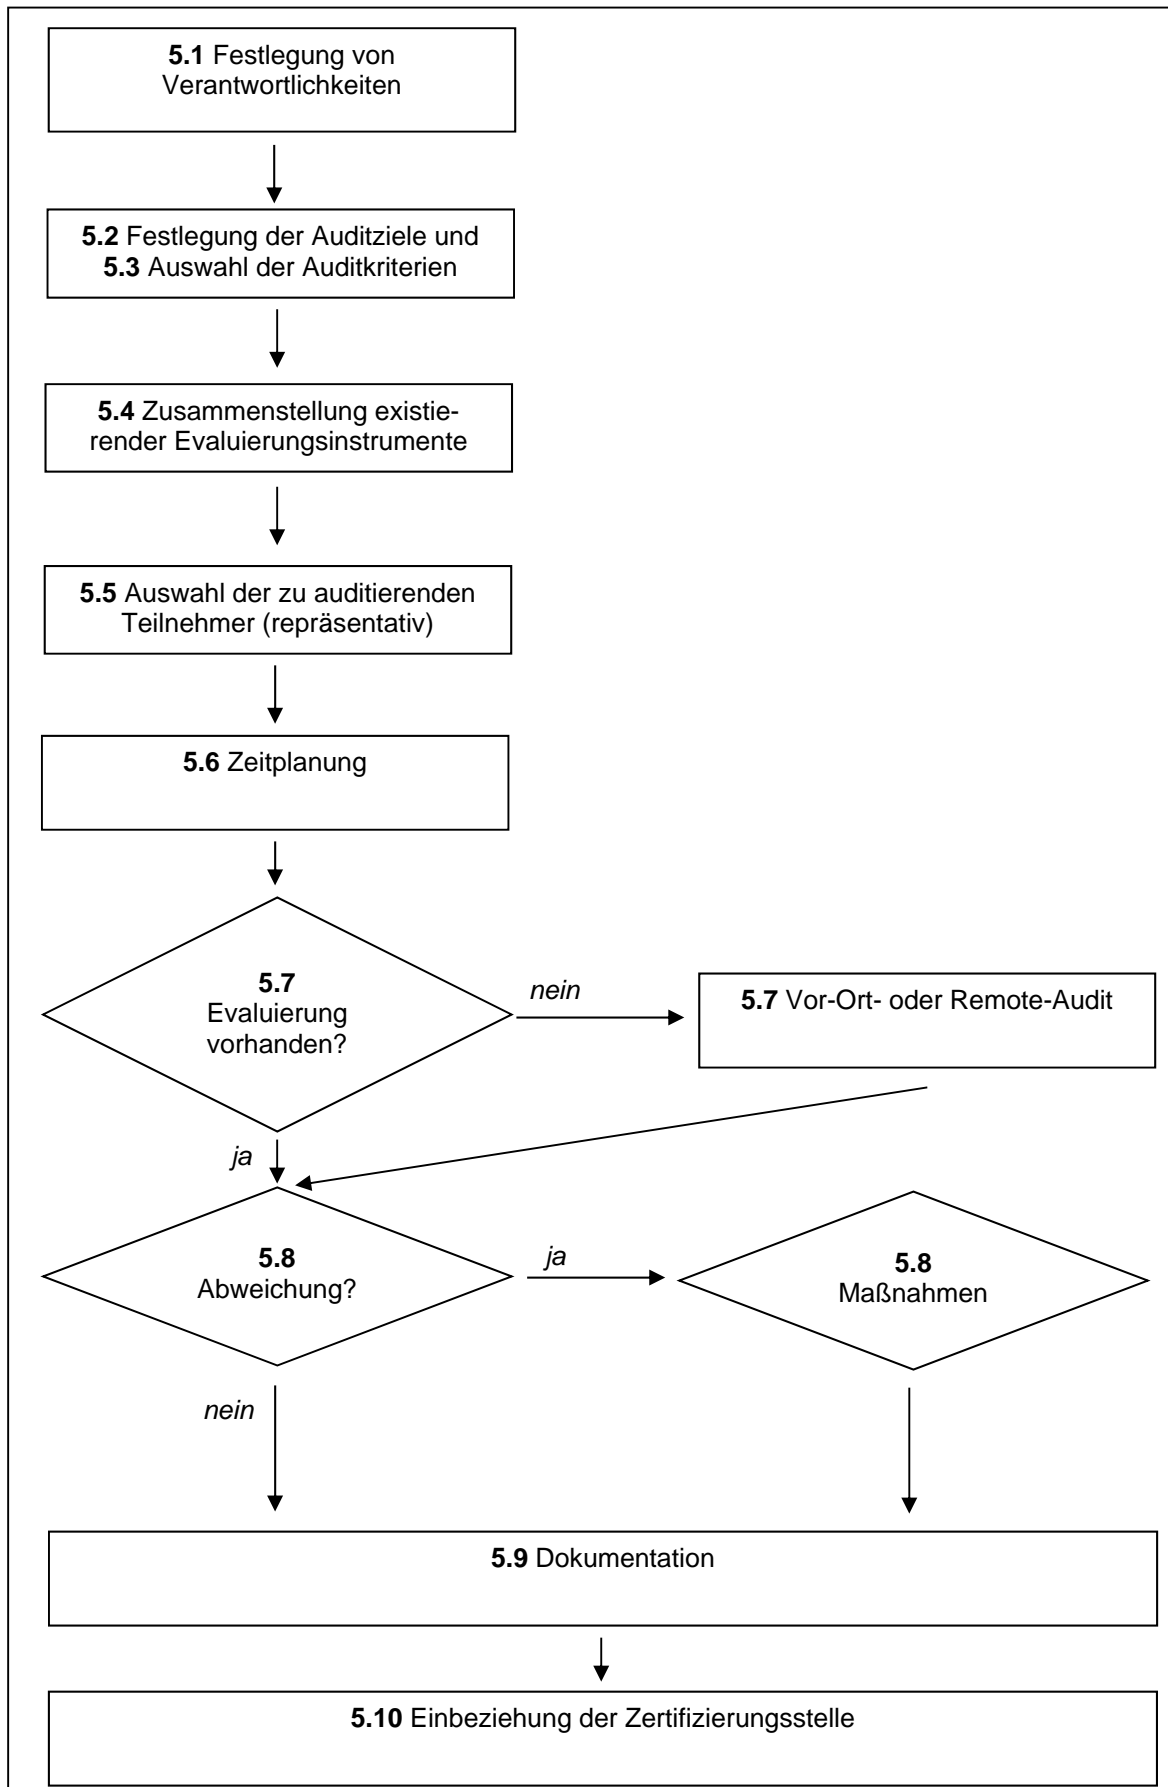 5.1 Festlegung von
Verantwortlichkeiten
5.2 Festlegung der Auditziele und
5.3 Auswahl der Auditkriterien
5.4 Zusammenstellung existie-
render Evaluierungsinstrumente
5.5 Auswahl der zu auditierenden
Teilnehmer (repräsentativ)
5.6 Zeitplanung
5.7
Evaluierung
vorhanden?
nein
5.7 Vor-Ort- oder Remote-Audit
ja
5.8
Abweichung?
ja
5.8
Maßnahmen
nein
5.9 Dokumentation
5.10 Einbeziehung der Zertifizierungsstelle